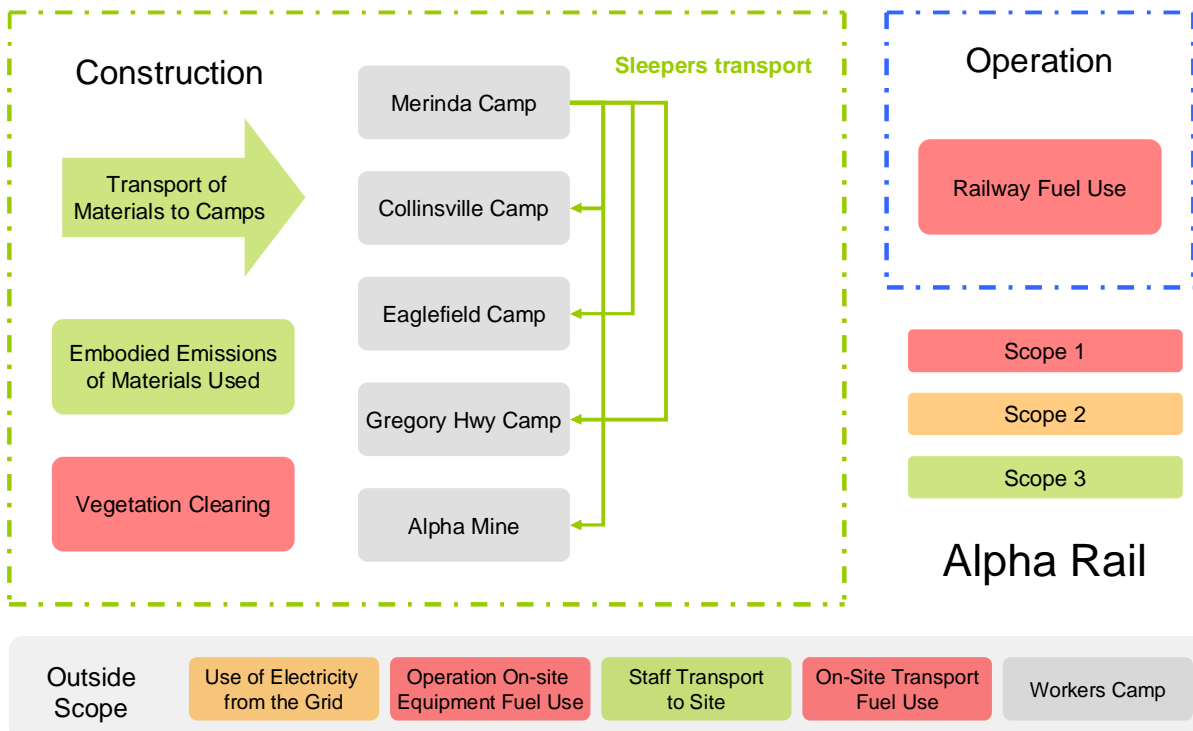 Construction
Sleepers transport
Merinda Camp
Transport of
Materials to Camps
Collinsville Camp
Eaglefield Camp
Embodied Emissions
of Materials Used
Gregory Hwy Camp
Vegetation Clearing
Alpha Mine
Operation
Railway Fuel Use
Scope 1
Scope 2
Scope 3
Alpha Rail
Outside
Scope
Use of Electricity
from the Grid
Operation On-site
Equipment Fuel Use
Staff Transport
to Site
On-Site Transport
Fuel Use
Workers Camp